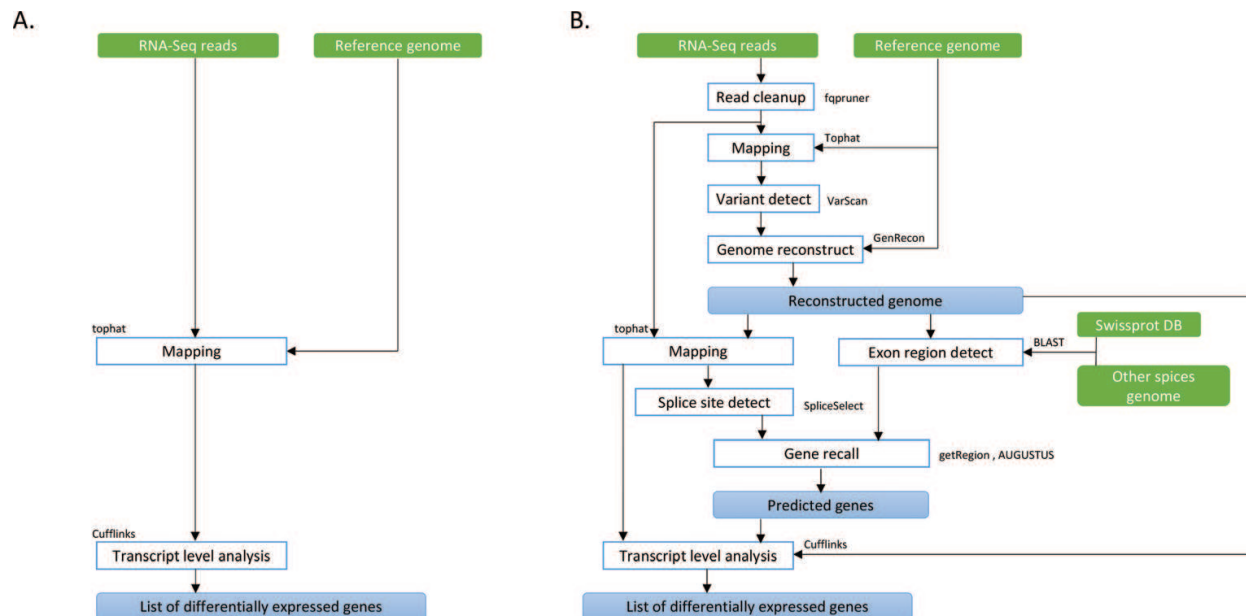 A.
RNA-Seq reads
Reference genome
tophat
Mapping
Cufflinks
Transcript level analysis
List of differentially expressed genes
B.
RNA-Seq reads
Reference genome
Read cleanup
fqpruner
Tophat
Mapping
Variant detect
VarScan
GenRecon
Genome reconstruct
Reconstructed genome
Swissprot DB
tophat
BLAST
Mapping
Exon region detect
Other spices
genome
Splice site detect
SpliceSelect
Gene recall
getRegion , AUGUSTUS
Predicted genes
Cufflinks
Transcript level analysis
List of differentially expressed genes